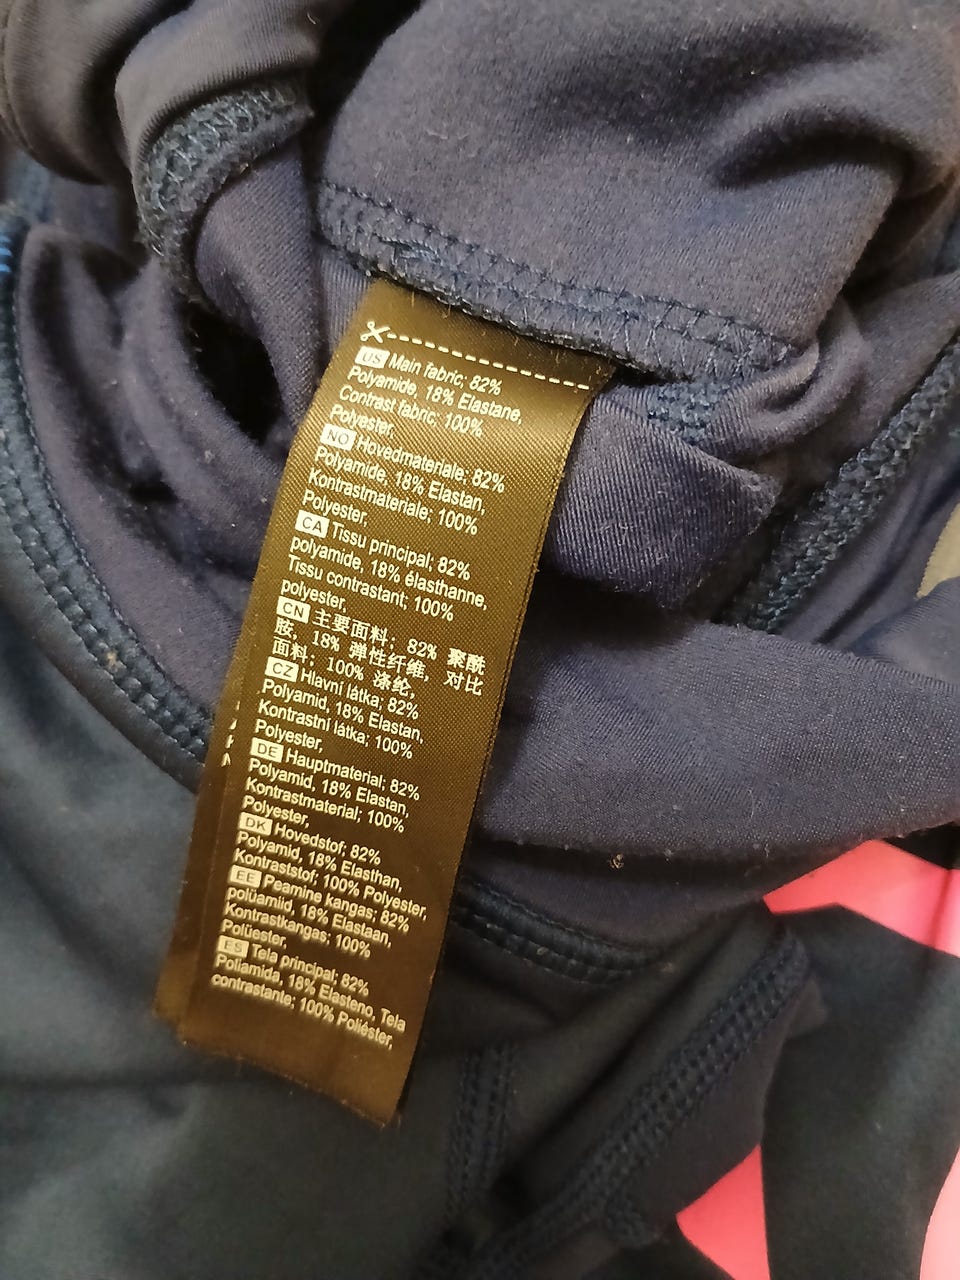 US Main fabric; 82%
Polyamide, 18% Elastane,
Contrast fabric; 100%
Polyester,
NO Hovedmateriale; 82%
Polyamide, 18% Elastan,
Kontrastmateriale; 100%
Polyester,
CA Tissu principal; 82%
polyamide, 18% élasthanne,
Tissu contrastant; 100%
polyester,
CN 主要面料; 82% 聚酰
胺, 18% 弹性纤维, 对比
面料; 100% 涤纶,
CZ Hlavní látka; 82%
Polyamid, 18% Elastan,
Kontrastní látka; 100%
Polyester,
DE Hauptmaterial; 82%
Polyamid, 18% Elastan,
Kontrastmaterial; 100%
Polyester,
DK Hovedstof; 82%
Polyamid, 18% Elasthan,
Kontraststof; 100% Polyester,
EE Peamine kangas; 82%
polüamiid, 18% Elastaan,
Kontrastkangas; 100%
Polüester,
ES Tela principal; 82%
Poliamida, 18% Elasteno, Tela
contrastante; 100% Poliéster,